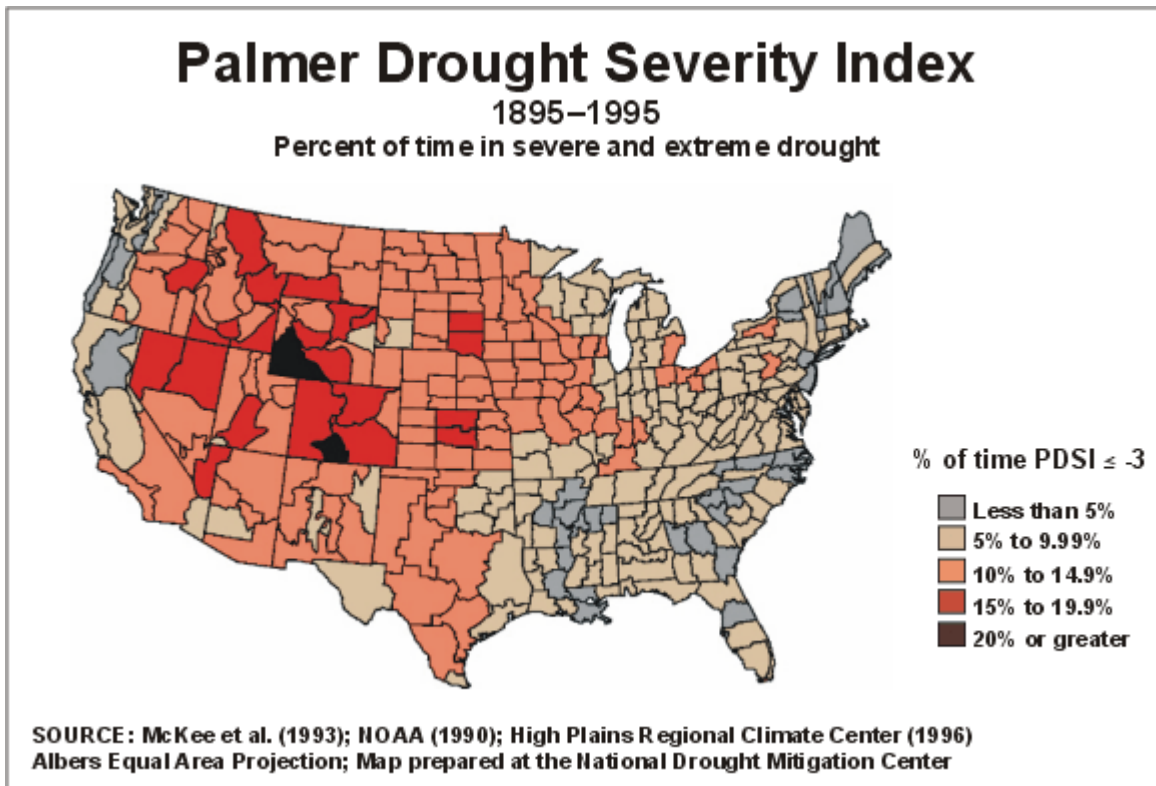 Palmer Drought Severity Index
1895–1995
Percent of time in severe and extreme drought
% of time PDSI ≤ -3
Less than 5%
5% to 9.99%
10% to 14.9%
15% to 19.9%
20% or greater
SOURCE: McKee et al. (1993); NOAA (1990); High Plains Regional Climate Center (1996)
Albers Equal Area Projection; Map prepared at the National Drought Mitigation Center